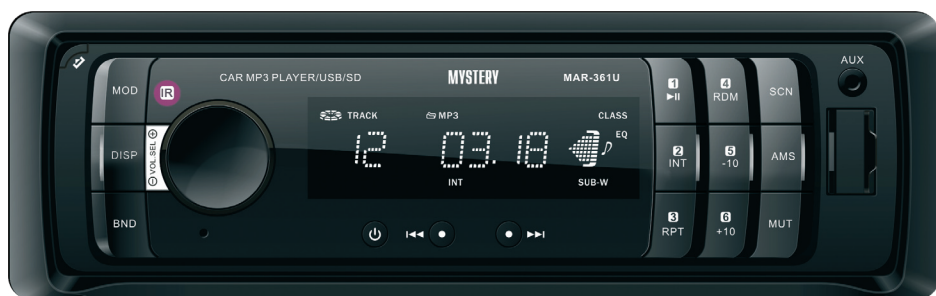 CAR MP3 PLAYER/USB/SD MYSTERY MAR-361U
MOD
IR
DISP
VOL SEL
BND
TRACK MP3 CLASS
EQ
12 03.18
INT SUB-W
1 4 SCN
RDM
2 5 AMS
INT -10
3 6 MUT
RPT +10
AUX